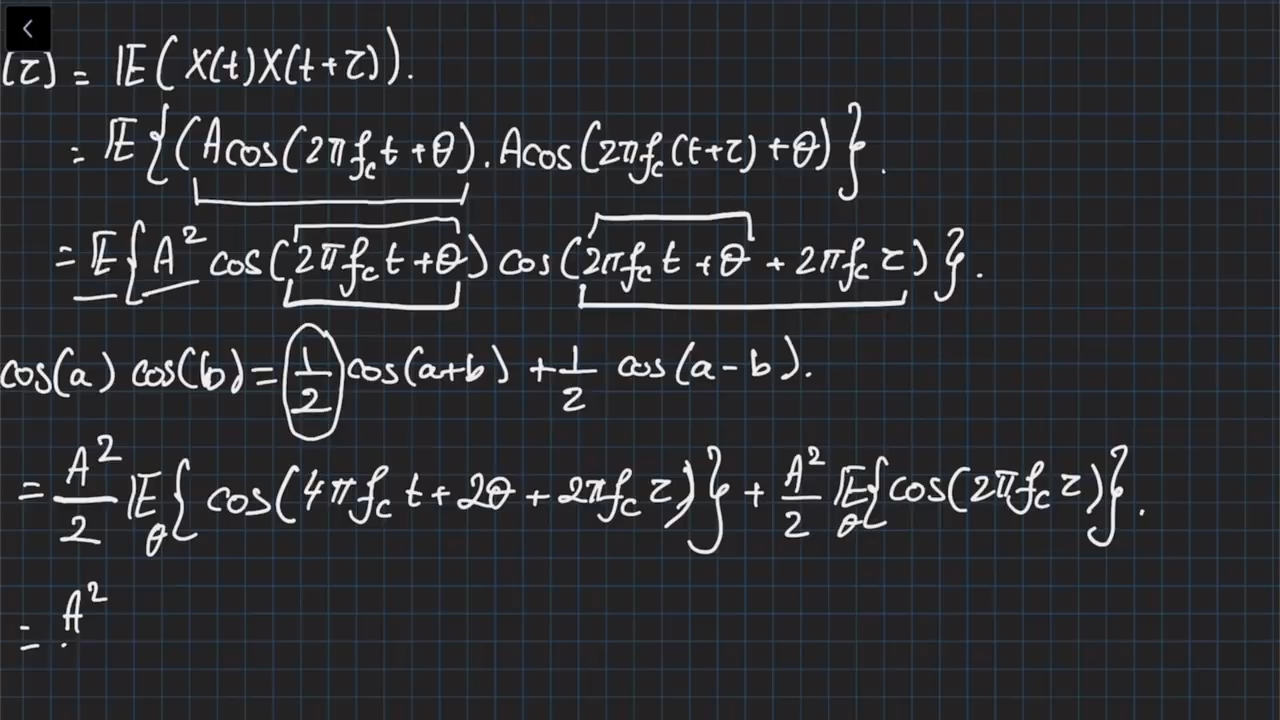 (τ) = 𝔼(X(t)X(t+τ)).
= 𝔼{(Acos(2πf_c t+θ).Acos(2πf_c(t+τ)+θ)}.
= 𝔼{A² cos(2πf_c t+θ) cos(2πf_c t+θ+2πf_c τ)}.
cos(a) cos(b) = 1/2 cos(a+b) + 1/2 cos(a-b).
= A²/2 𝔼_θ{cos(4πf_c t+2θ+2πf_c τ)} + A²/2 𝔼_θ{cos(2πf_c τ)}.
= A²